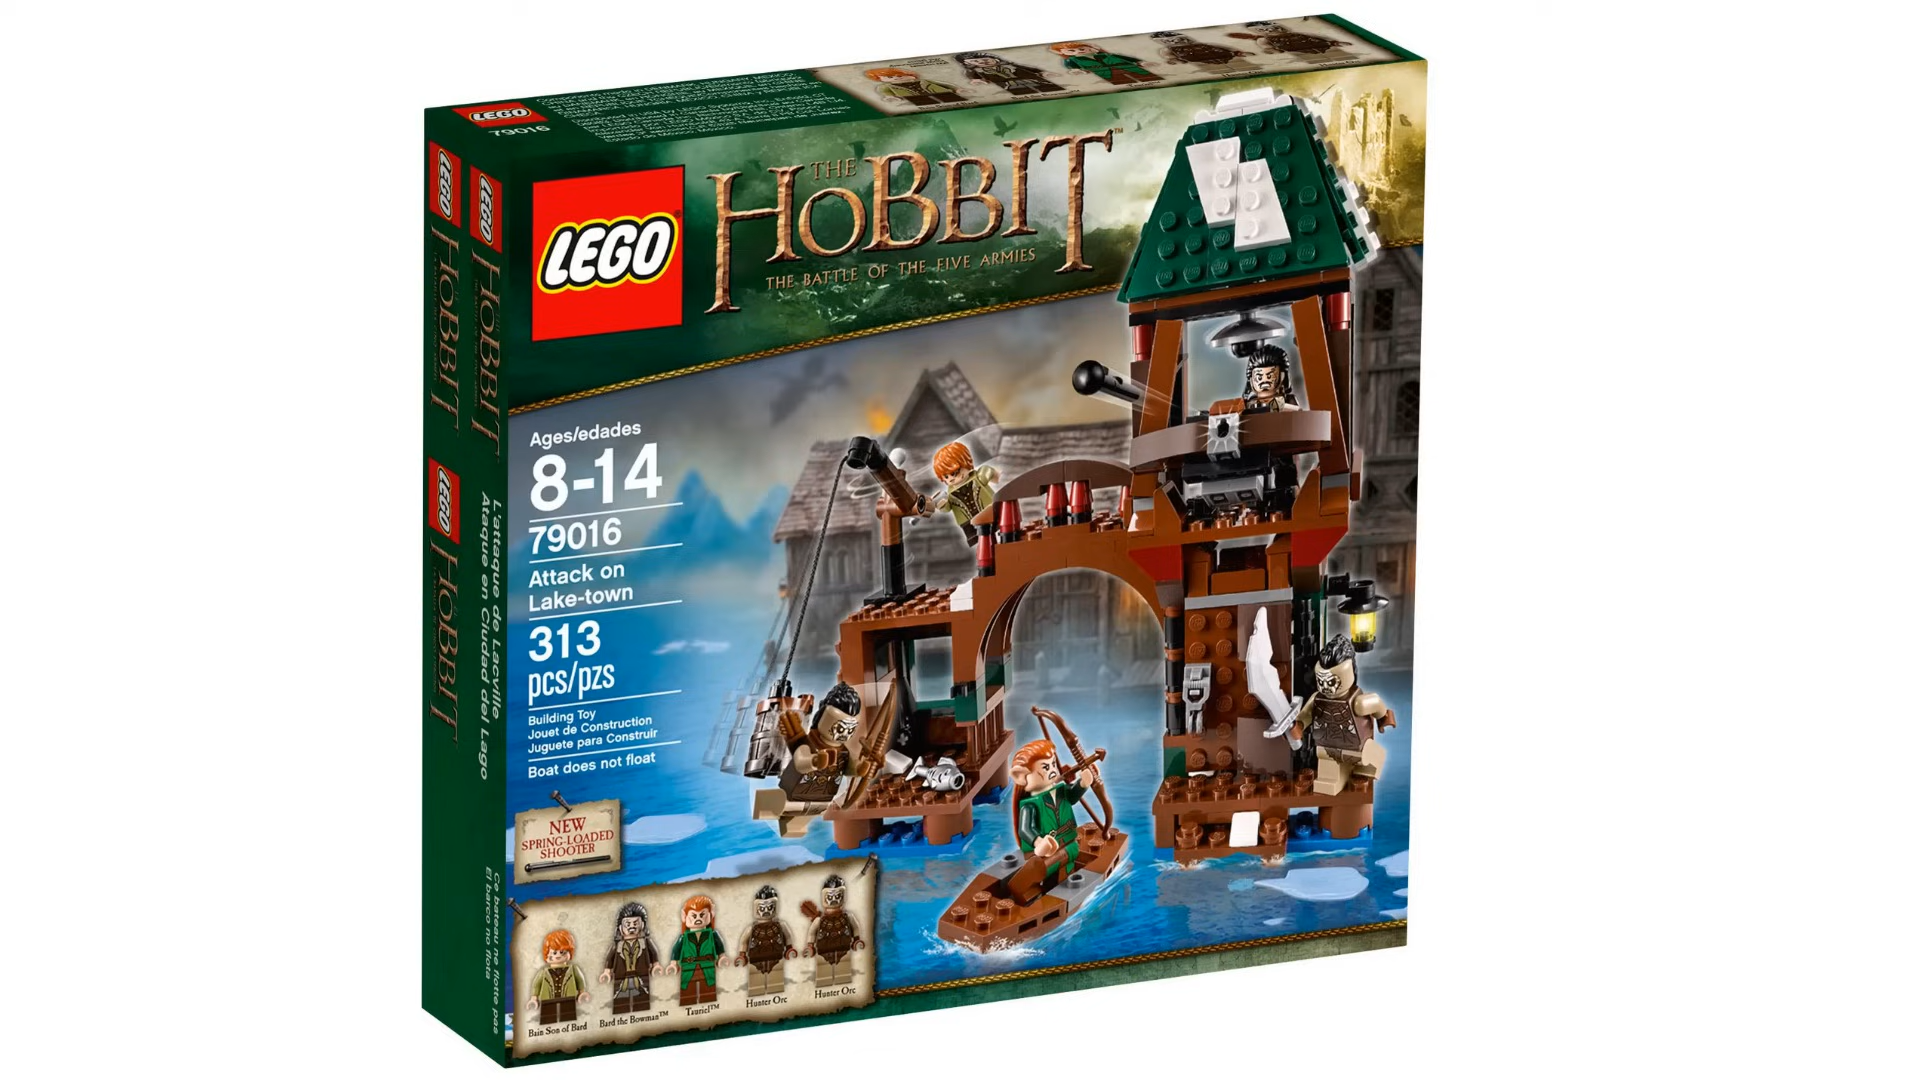 LEGO
79016
LEGO
LEGO
THE
HOBBIT
HOBBIT
LEGO
HOBBIT
L'attaque de Lacville
Ataque en Ciudad del Lago
Ce bateau ne flotte pas
El barco no flota
LEGO®
THE
HOBBIT™
THE BATTLE OF THE FIVE ARMIES
Ages/edades
8-14
79016
Attack on
Lake-town
313
pcs/pzs
Building Toy
Jouet de Construction
Juguete para Construir
Boat does not float
NEW
SPRING-LOADED
SHOOTER
Bain Son of Bard
Bard the Bowman™
Tauriel™
Hunter Orc
Hunter Orc